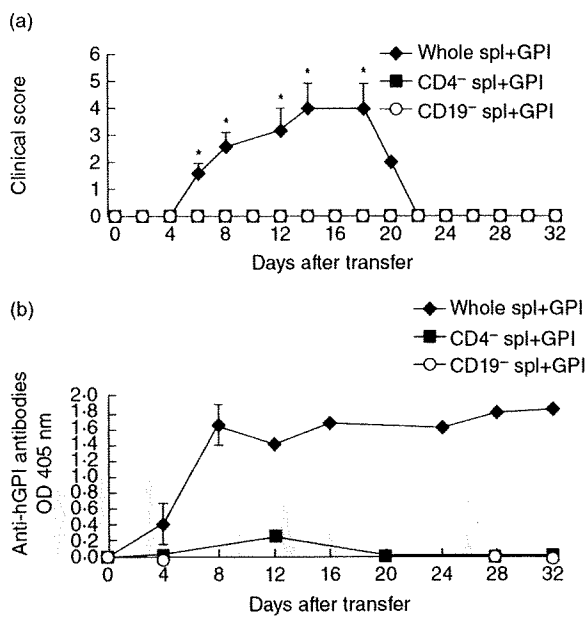 (a)
6
5
4
3
2
1
0
Clinical score
* * * * *
Whole spl+GPI
CD4⁻ spl+GPI
CD19⁻ spl+GPI
0 4 8 12 16 20 24 28 32
Days after transfer
(b)
Whole spl+GPI
CD4⁻ spl+GPI
CD19⁻ spl+GPI
2·0
1·8
1·6
1·4
1·2
1·0
0·8
0·6
0·4
0·2
0·0
Anti-hGPI antibodies
OD 405 nm
0 4 8 12 16 20 24 28 32
Days after transfer